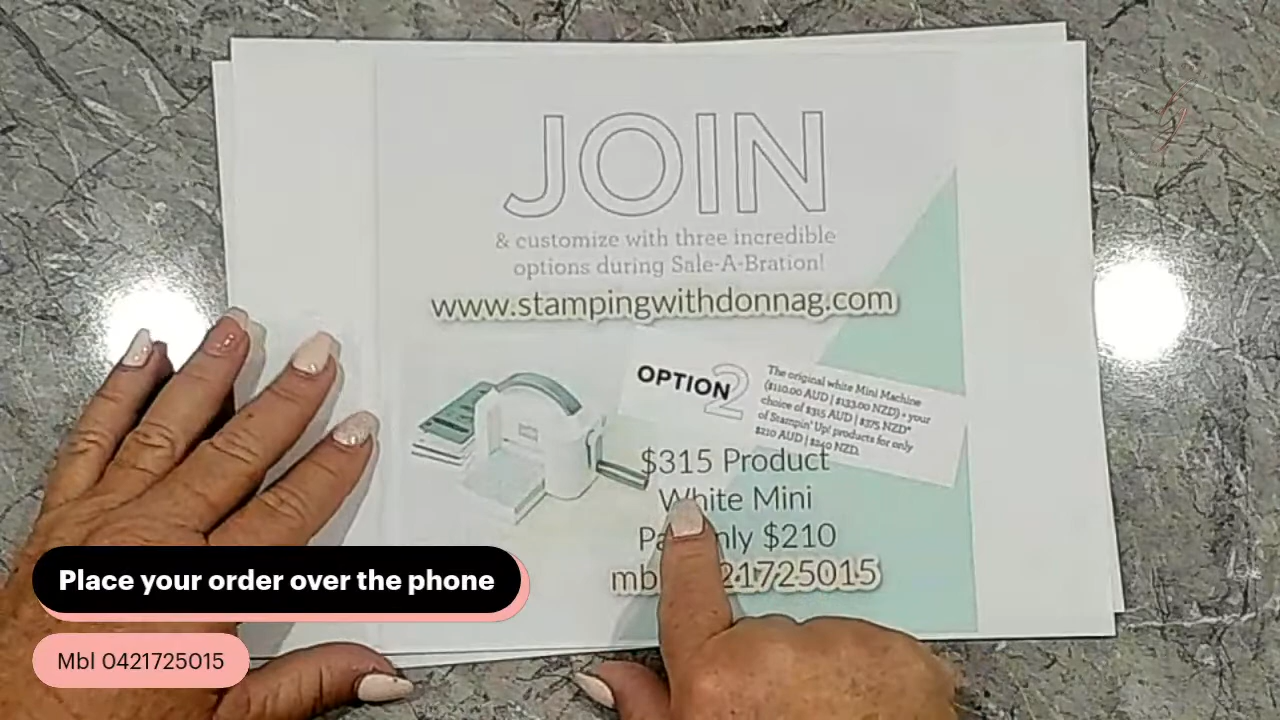 JOIN
& customize with three incredible
options during Sale-A-Bration!
www.stampingwithdonnag.com
OPTION 2
The original white Mini Machine
($110.00 AUD | $133.00 NZD) + your
choice of $315 AUD | $375 NZD*
of Stampin' Up! products for only
$210 AUD | $240 NZD.
$315 Product
White Mini
nly $210
mb 21725015
Place your order over the phone
Mbl 0421725015